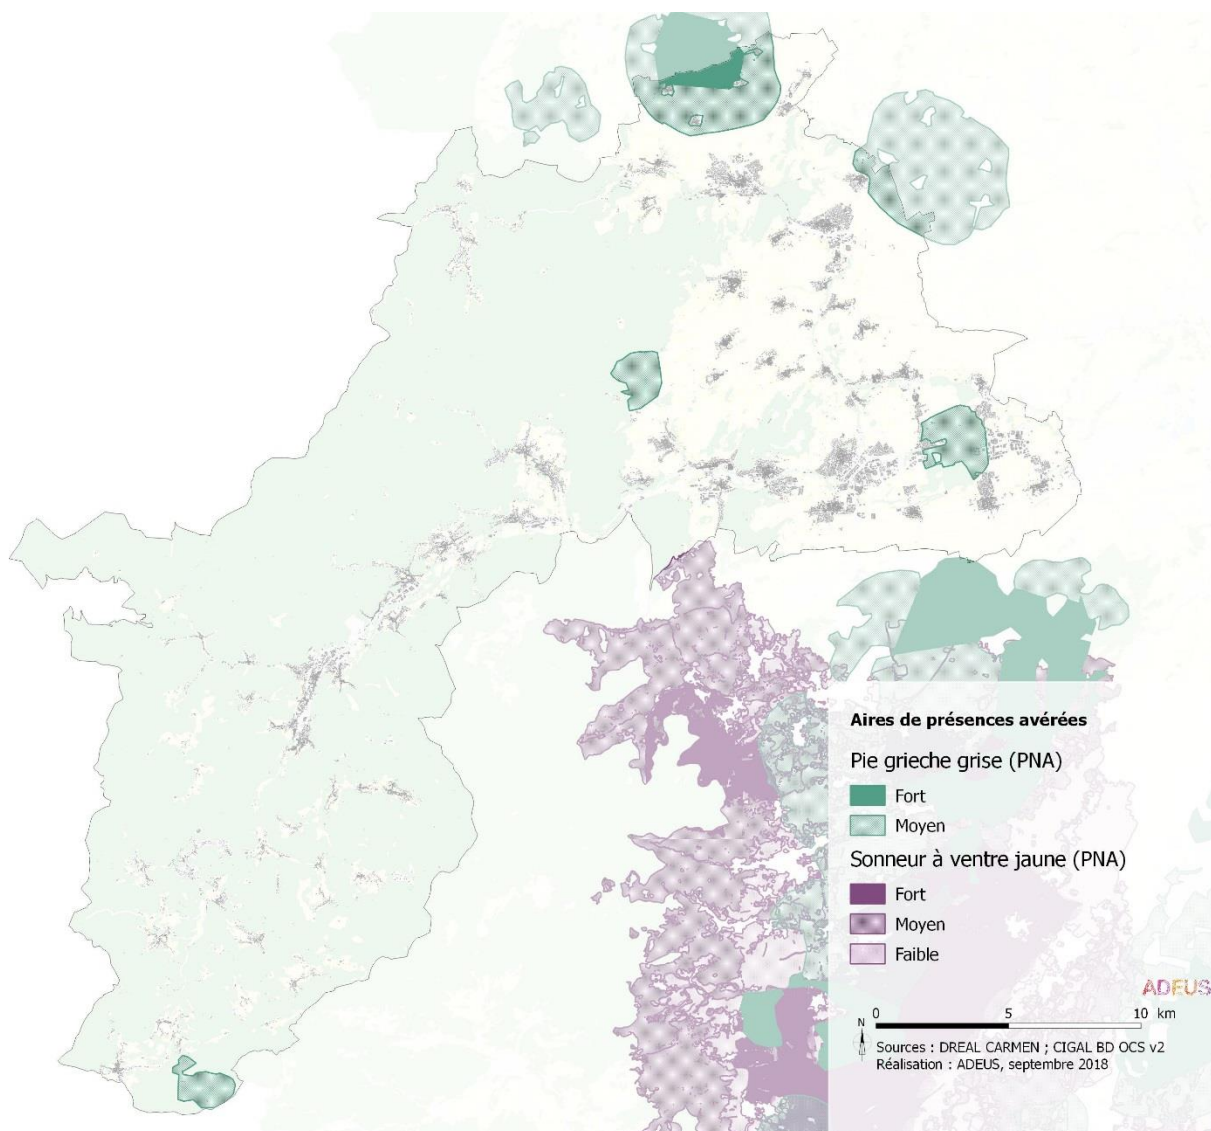 Aires de présences avérées
Pie grieche grise (PNA)
Fort
Moyen
Sonneur à ventre jaune (PNA)
Fort
Moyen
Faible
ADEUS
0 5 10 km
N
Sources : DREAL CARMEN ; CIGAL BD OCS v2
Réalisation : ADEUS, septembre 2018